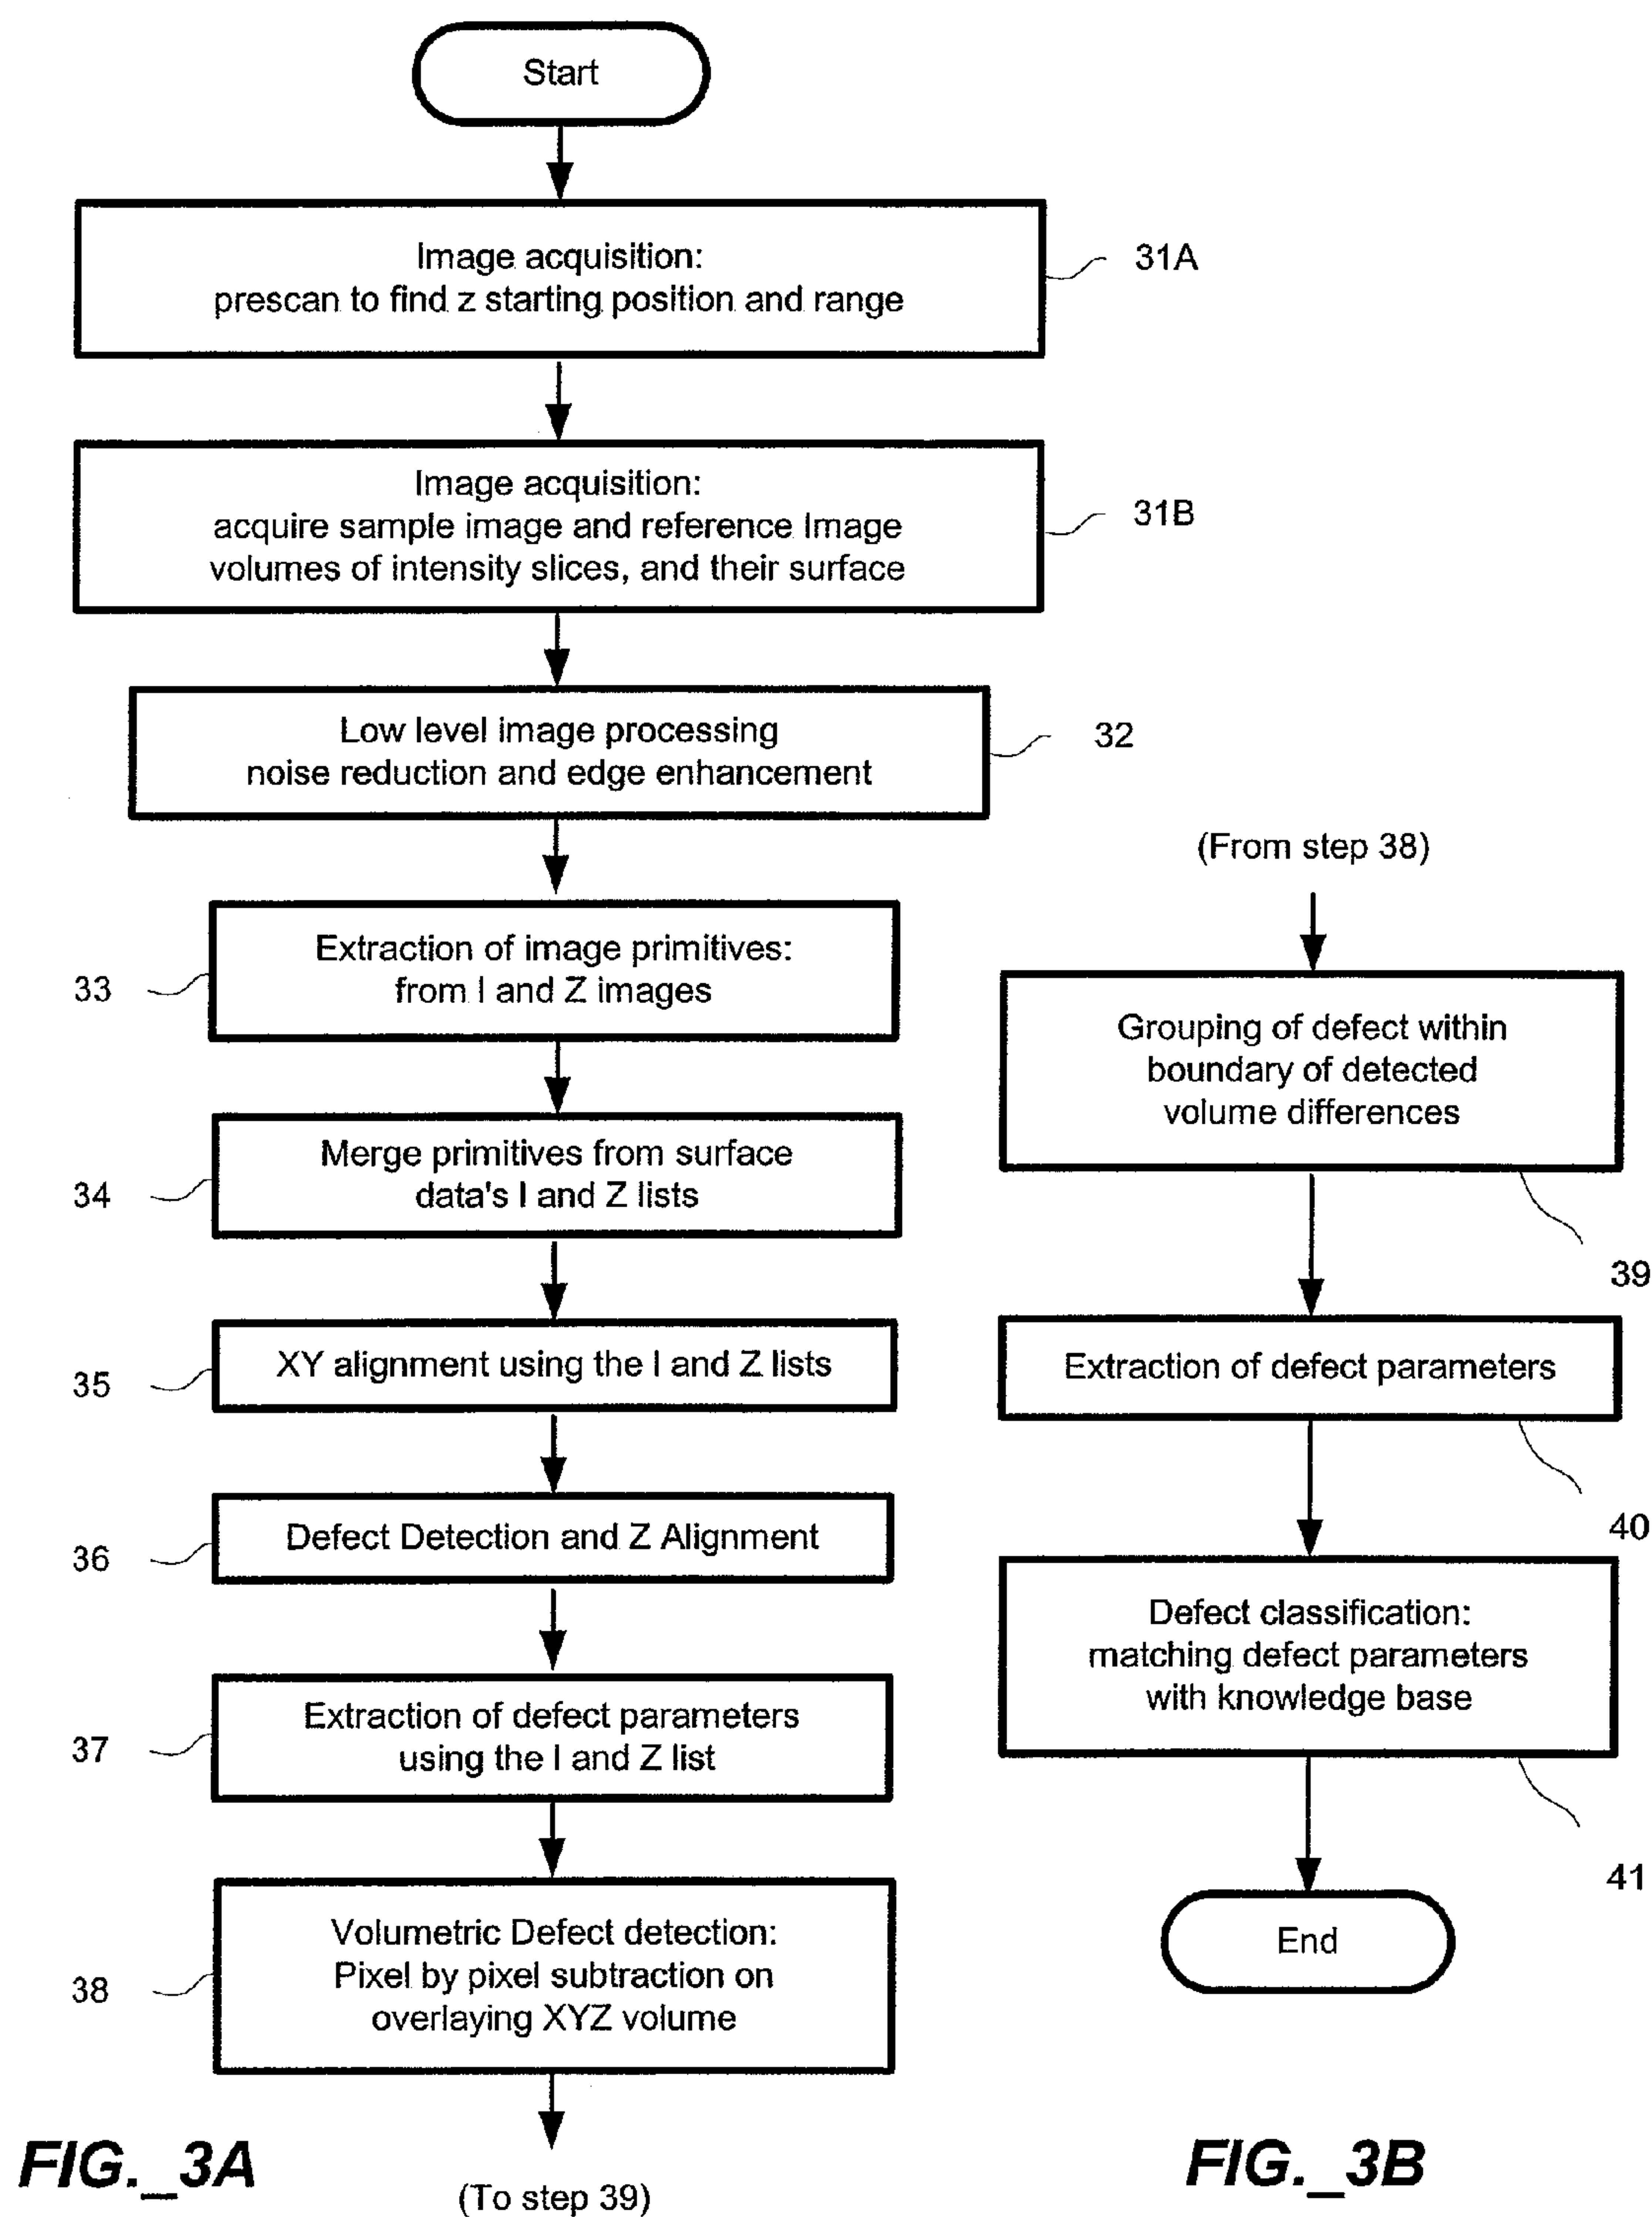 Start
Image acquisition:
prescan to find z starting position and range
31A
Image acquisition:
acquire sample image and reference Image
volumes of intensity slices, and their surface
31B
Low level image processing
noise reduction and edge enhancement
32
Extraction of image primitives:
from I and Z images
33
Merge primitives from surface
data's I and Z lists
34
XY alignment using the I and Z lists
35
Defect Detection and Z Alignment
36
Extraction of defect parameters
using the I and Z list
37
Volumetric Defect detection:
Pixel by pixel subtraction on
overlaying XYZ volume
38
(To step 39)
FIG._3A
(From step 38)
Grouping of defect within
boundary of detected
volume differences
39
Extraction of defect parameters
40
Defect classification:
matching defect parameters
with knowledge base
41
End
FIG._3B